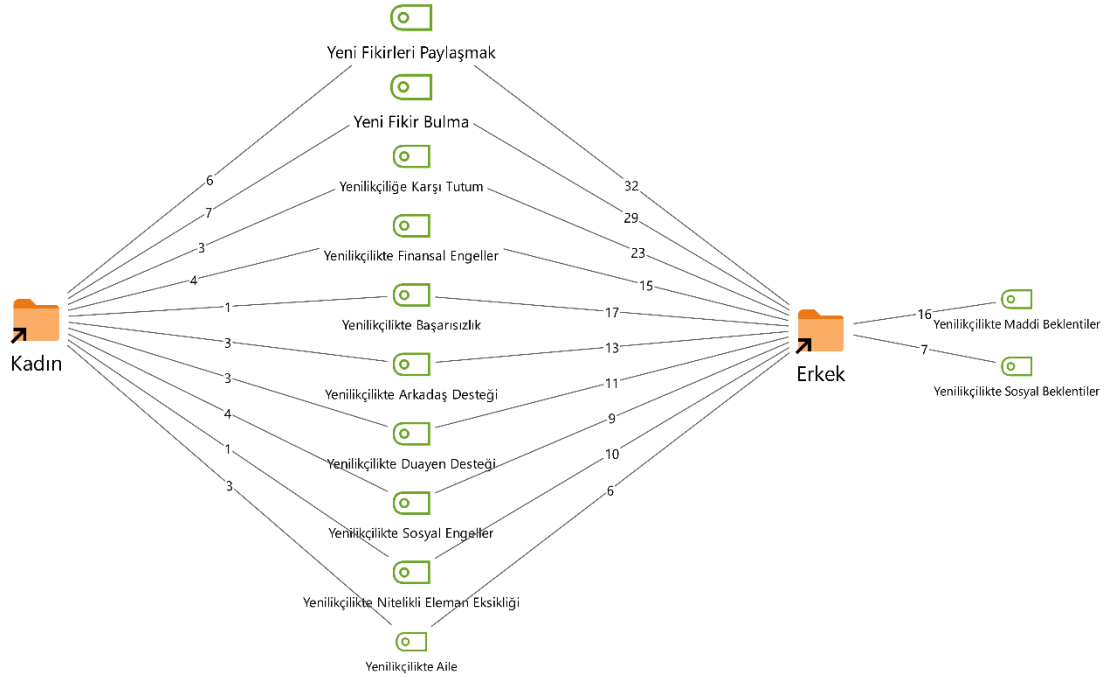 Yeni Fikirleri Paylaşmak
Yeni Fikir Bulma
6
32
Yenilikçiliğe Karşı Tutum
7
29
3
23
Yenilikçilikte Finansal Engeller
4
15
1
17
Yenilikçilikte Başarısızlık
16
Yenilikçilikte Maddi Beklentiler
3
13
7
Kadın
Erkek
3
11
Yenilikçilikte Arkadaş Desteği
Yenilikçilikte Sosyal Beklentiler
4
9
1
10
Yenilikçilikte Duayen Desteği
3
6
Yenilikçilikte Sosyal Engeller
Yenilikçilikte Nitelikli Eleman Eksikliği
Yenilikçilikte Aile